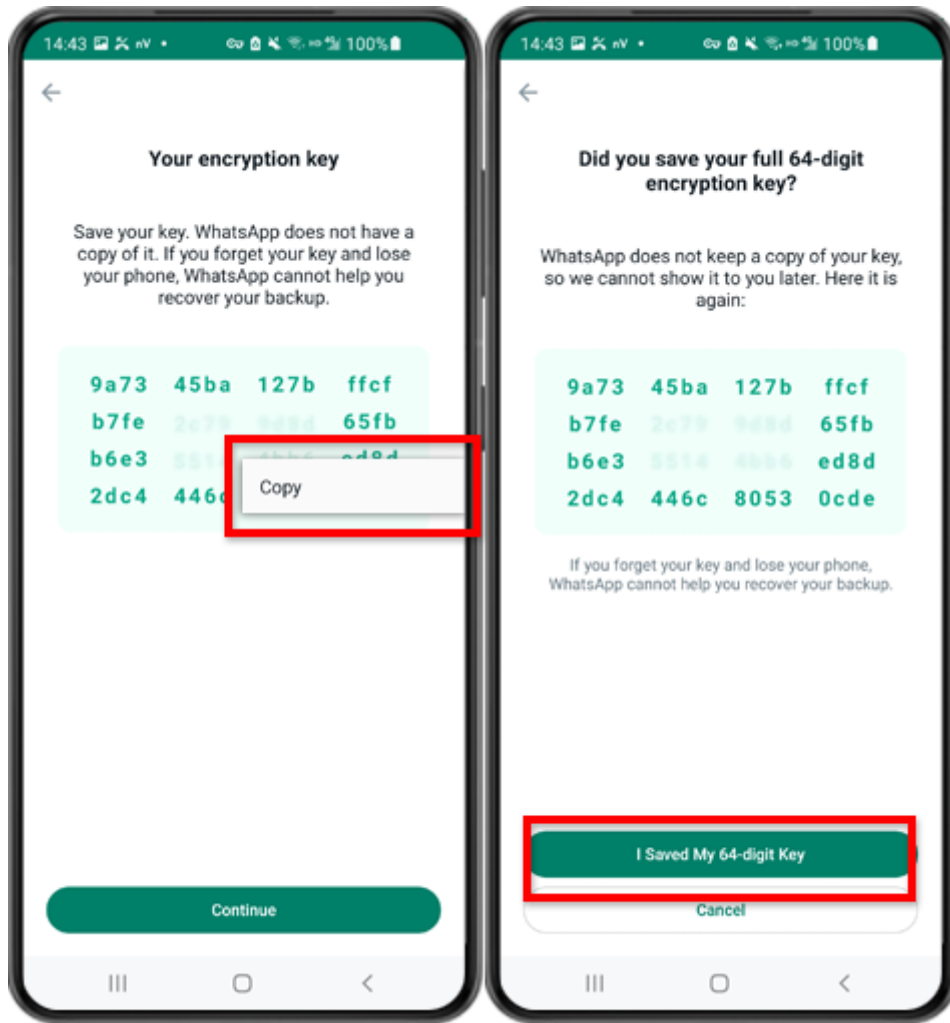 14:43 nV • 100%
Your encryption key
Save your key. WhatsApp does not have a
copy of it. If you forget your key and lose
your phone, WhatsApp cannot help you
recover your backup.
9a73 45ba 127b ffcf
b7fe 65fb
b6e3 ed8d
2dc4 446c
Copy
Continue
14:43 nV • 100%
Did you save your full 64-digit
encryption key?
WhatsApp does not keep a copy of your key,
so we cannot show it to you later. Here it is
again:
9a73 45ba 127b ffcf
b7fe 65fb
b6e3 ed8d
2dc4 446c 8053 0cde
If you forget your key and lose your phone,
WhatsApp cannot help you recover your backup.
I Saved My 64-digit Key
Cancel